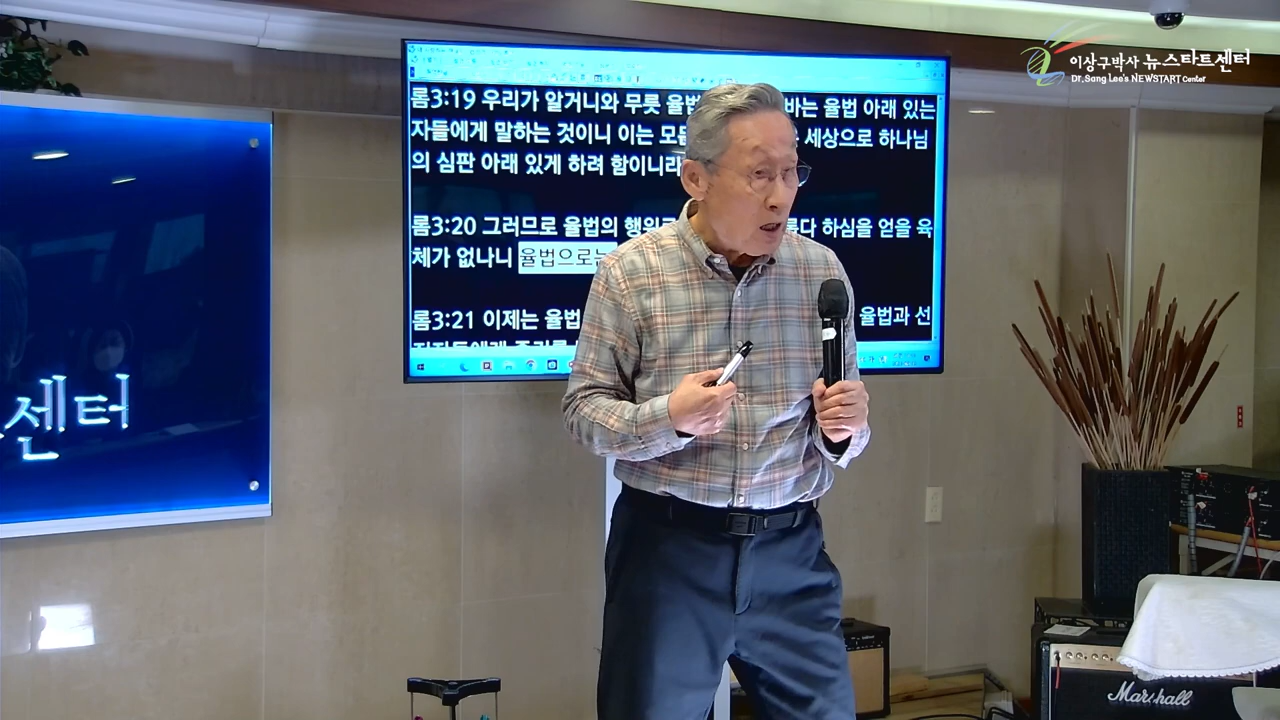 이상구박사 뉴스타트센터
Dr.Sang Lee's NEWSTART Center
롬3:19 우리가 알거니와 무릇 율법 바는 율법 아래 있는
자들에게 말하는 것이니 이는 모든 세상으로 하나님
의 심판 아래 있게 하려 함이니라
롬3:20 그러므로 율법의 행위로 하심을 얻을 육
체가 없나니 율법으로는
롬3:21 이제는 율법 율법과 선
센터
Marshall